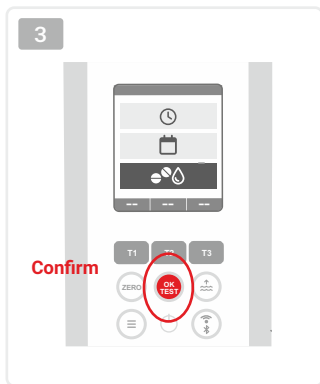 3
-- -- --
T1 T2 T3
Confirm
ZERO OK TEST